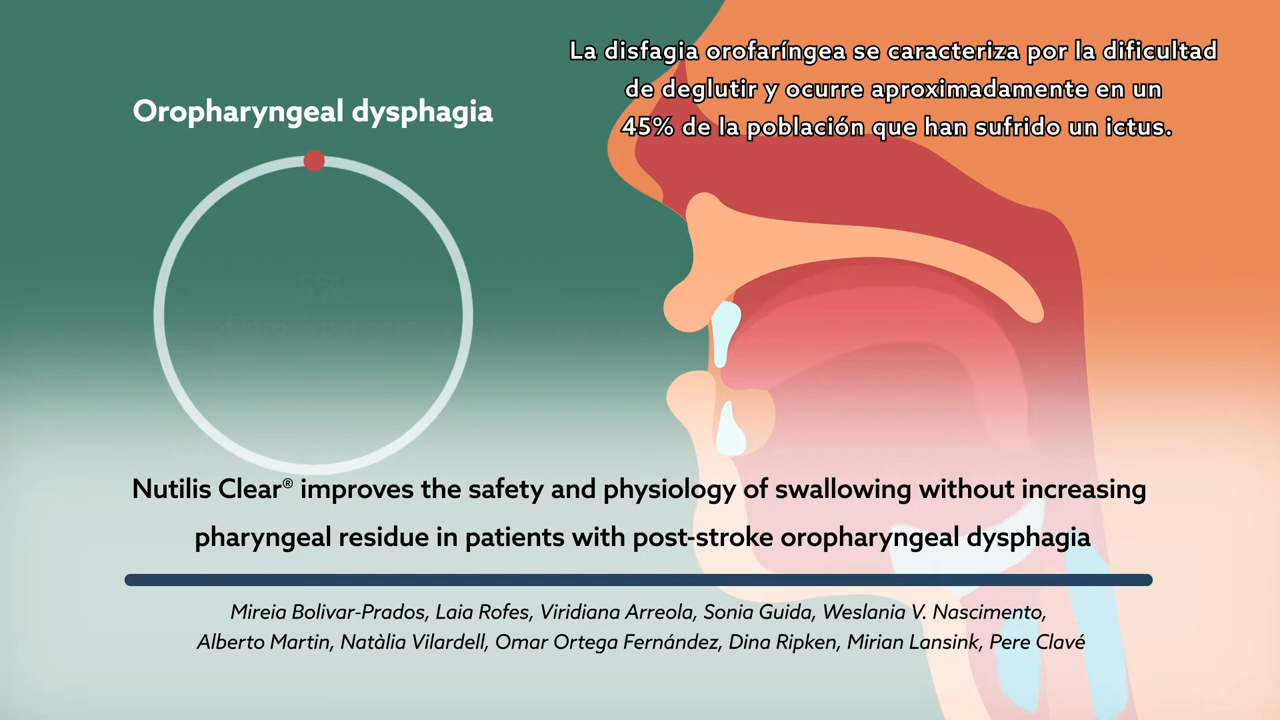 La disfagia orofaríngea se caracteriza por la dificultad
de deglutir y ocurre aproximadamente en un
45% de la población que han sufrido un ictus.
Oropharyngeal dysphagia
Nutilis Clear® improves the safety and physiology of swallowing without increasing
pharyngeal residue in patients with post-stroke oropharyngeal dysphagia
Mireia Bolivar-Prados, Laia Rofes, Viridiana Arreola, Sonia Guida, Weslania V. Nascimento,
Alberto Martin, Natàlia Vilardell, Omar Ortega Fernández, Dina Ripken, Mirian Lansink, Pere Clavé